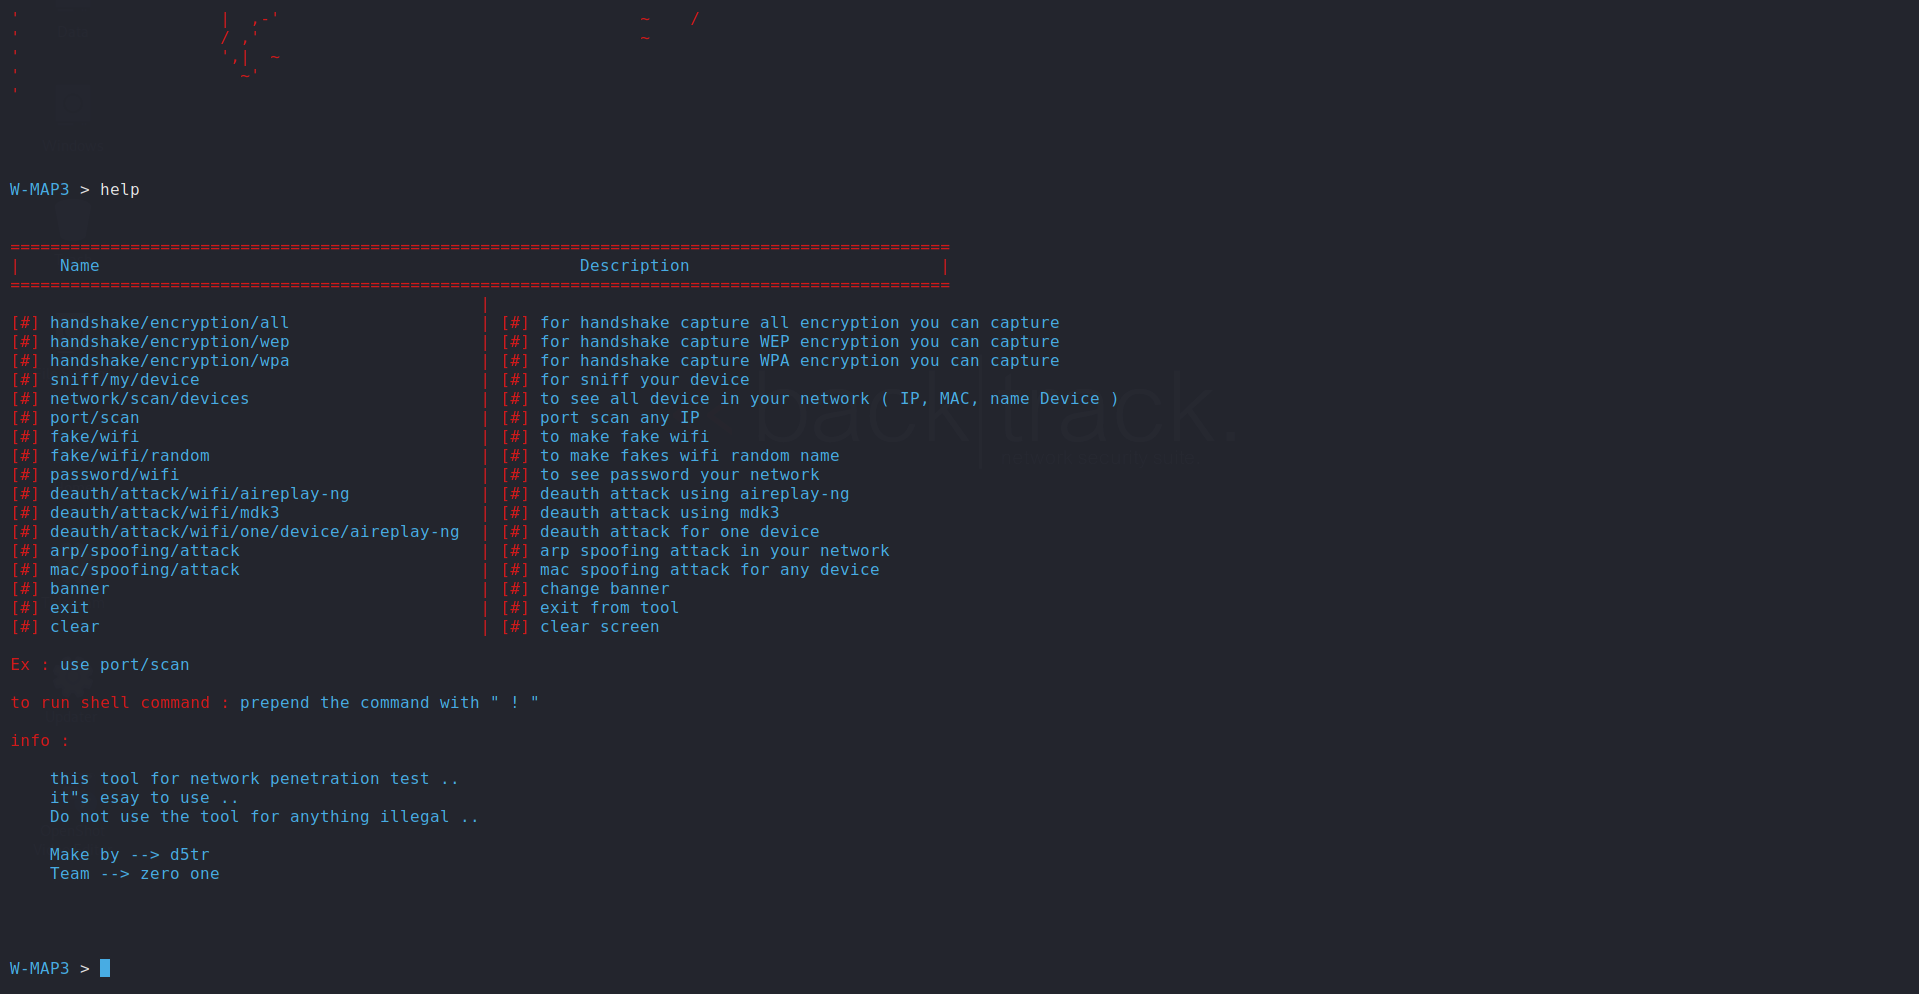 W-MAP3 > help
==============================================================================================
| Name Description |
==============================================================================================
|
[#] handshake/encryption/all | [#] for handshake capture all encryption you can capture
[#] handshake/encryption/wep | [#] for handshake capture WEP encryption you can capture
[#] handshake/encryption/wpa | [#] for handshake capture WPA encryption you can capture
[#] sniff/my/device | [#] for sniff your device
[#] network/scan/devices | [#] to see all device in your network ( IP, MAC, name Device )
[#] port/scan | [#] port scan any IP
[#] fake/wifi | [#] to make fake wifi
[#] fake/wifi/random | [#] to make fakes wifi random name
[#] password/wifi | [#] to see password your network
[#] deauth/attack/wifi/aireplay-ng | [#] deauth attack using aireplay-ng
[#] deauth/attack/wifi/mdk3 | [#] deauth attack using mdk3
[#] deauth/attack/wifi/one/device/aireplay-ng | [#] deauth attack for one device
[#] arp/spoofing/attack | [#] arp spoofing attack in your network
[#] mac/spoofing/attack | [#] mac spoofing attack for any device
[#] banner | [#] change banner
[#] exit | [#] exit from tool
[#] clear | [#] clear screen
back|track.
Ex : use port/scan
to run shell command : prepend the command with " ! "
info :
this tool for network penetration test ..
it"s esay to use ..
Do not use the tool for anything illegal ..
Make by --> d5tr
Team --> zero one
W-MAP3 >